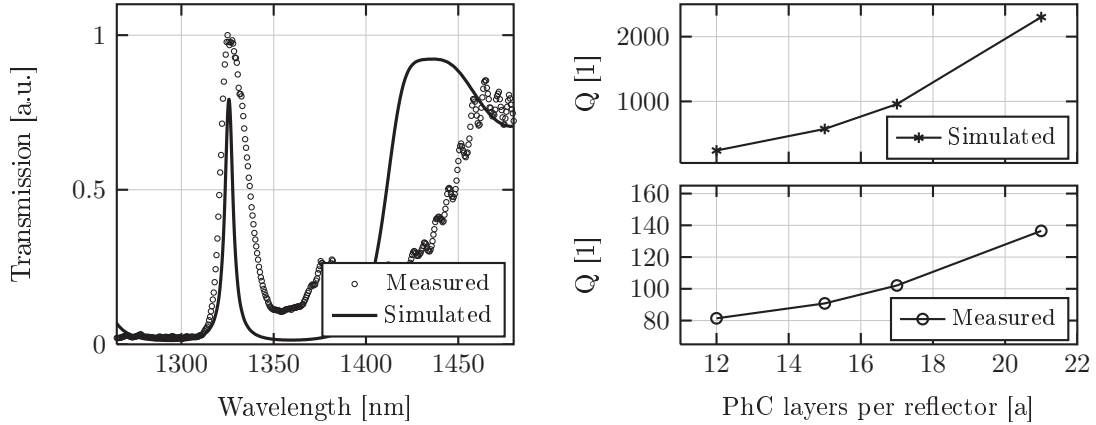 1
0.5
0
Transmission [a.u.]
1300
1350
1400
1450
Wavelength [nm]
Measured
Simulated
2000
1000
Q [1]
Simulated
160
140
120
100
80
Q [1]
Measured
12
14
16
18
20
22
PhC layers per reflector [a]